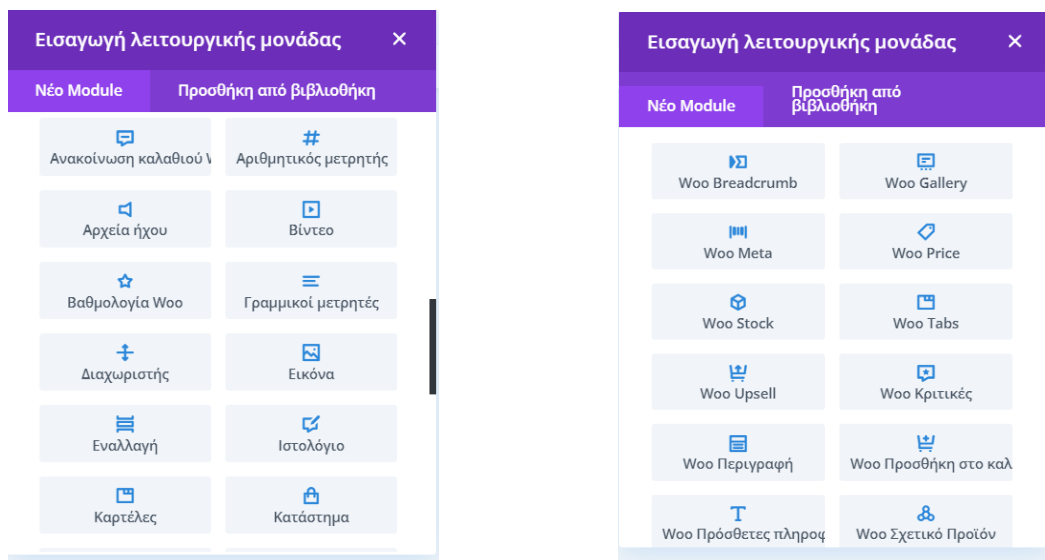 Εισαγωγή λειτουργικής μονάδας
Νέο Module Προσθήκη από βιβλιοθήκη
Ανακοίνωση καλαθιού Αριθμητικός μετρητής
Αρχεία ήχου Βίντεο
Βαθμολογία Woo Γραμμικοί μετρητές
Διαχωριστής Εικόνα
Εναλλαγή Ιστολόγιο
Καρτέλες Κατάστημα
Εισαγωγή λειτουργικής μονάδας
Νέο Module Προσθήκη από
βιβλιοθήκη
Woo Breadcrumb Woo Gallery
Woo Meta Woo Price
Woo Stock Woo Tabs
Woo Upsell Woo Κριτικές
Woo Περιγραφή Woo Προσθήκη στο καλ
Woo Πρόσθετες πληροφ Woo Σχετικό Προϊόν